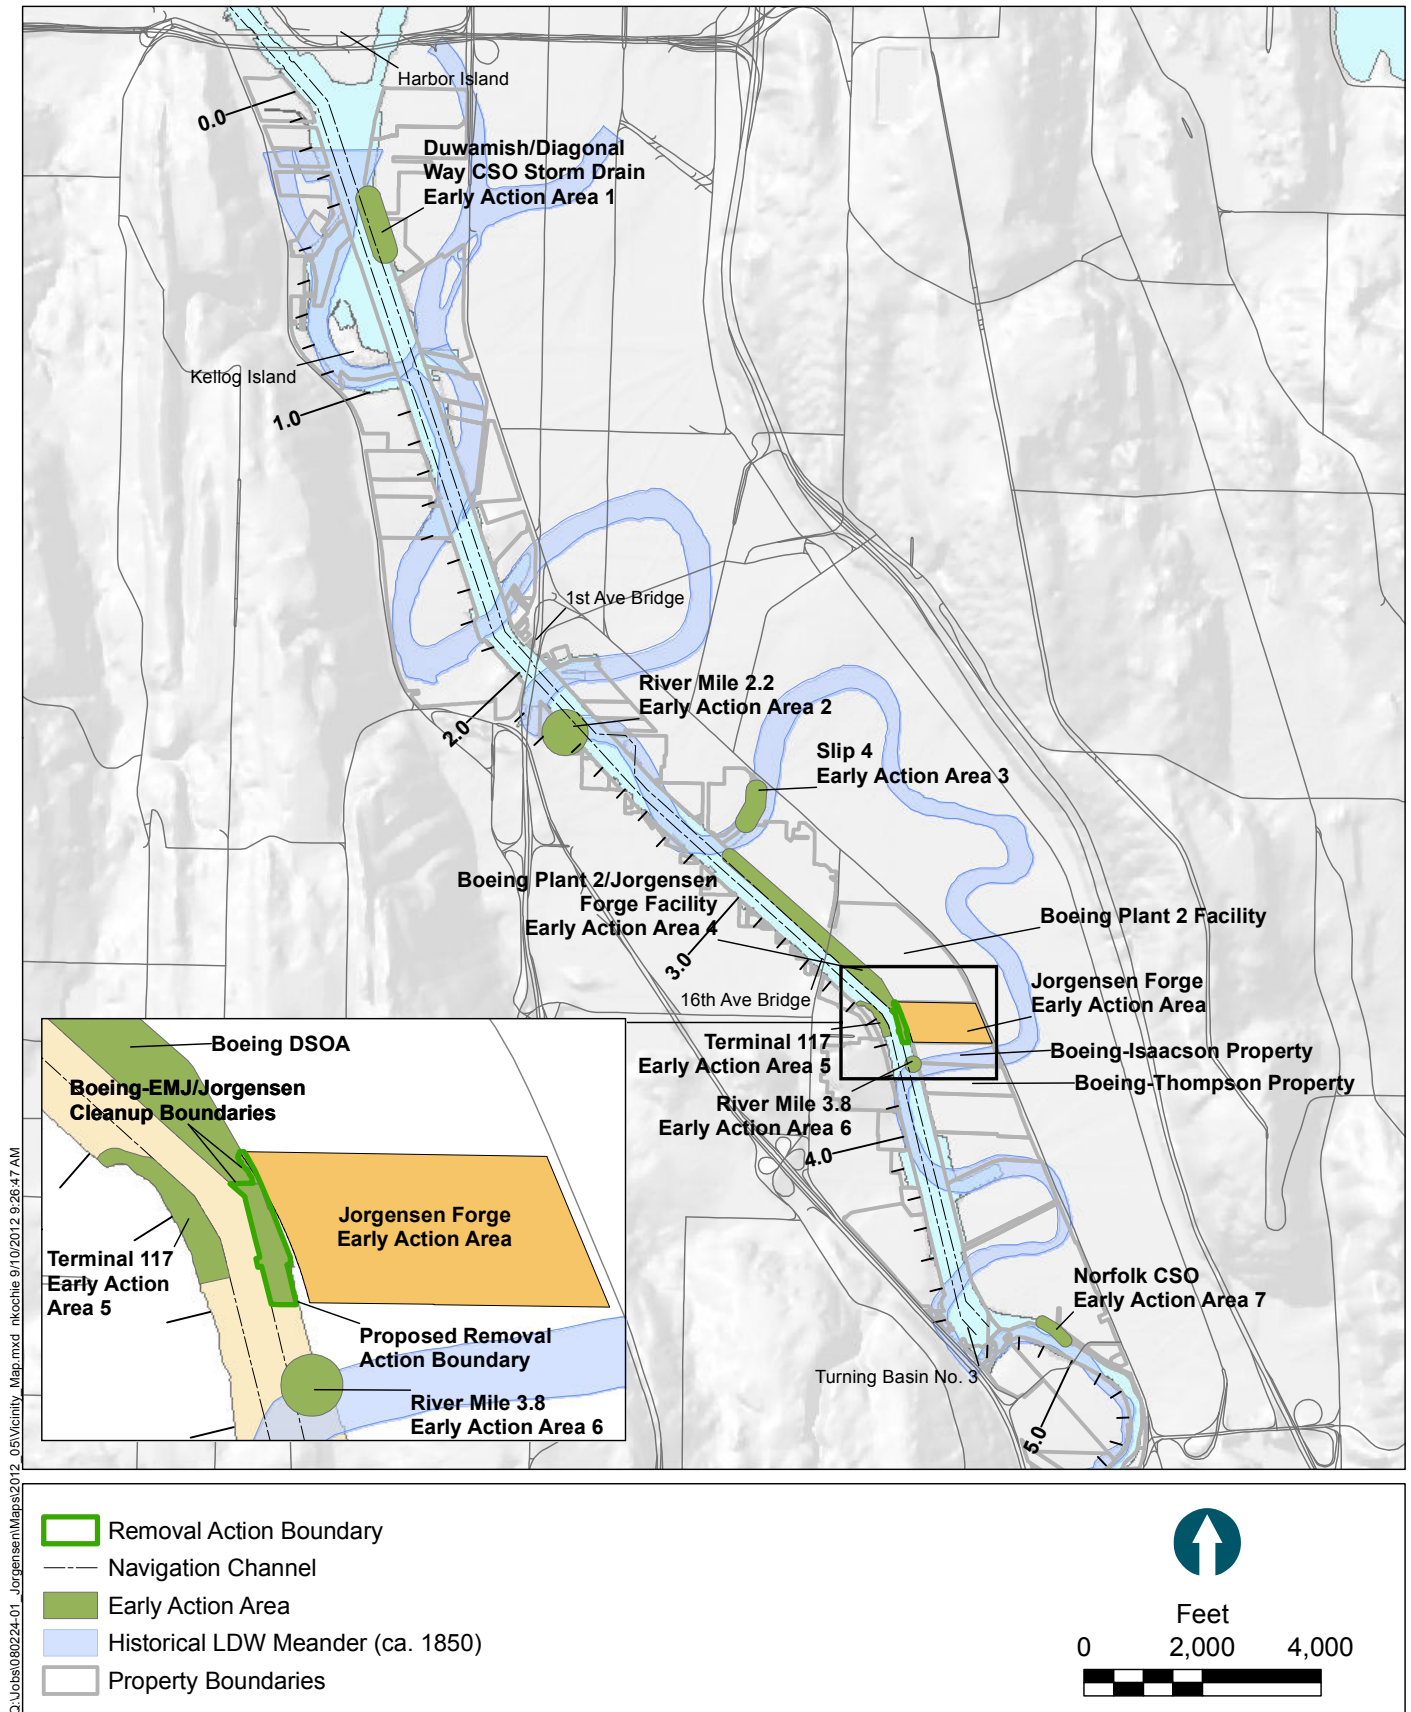 Harbor Island
0.0
Duwamish/Diagonal
Way CSO Storm Drain
Early Action Area 1
Kellog Island
1.0
1st Ave Bridge
River Mile 2.2
Early Action Area 2
2.0
Slip 4
Early Action Area 3
Boeing Plant 2/Jorgensen
Forge Facility
Early Action Area 4
Boeing Plant 2 Facility
3.0
16th Ave Bridge
Jorgensen Forge
Early Action Area
Terminal 117
Early Action Area 5
Boeing-Isaacson Property
Boeing-Thompson Property
River Mile 3.8
Early Action Area 6
4.0
Norfolk CSO
Early Action Area 7
Turning Basin No. 3
5.0
Boeing DSOA
Boeing-EMJ/Jorgensen
Cleanup Boundaries
Jorgensen Forge
Early Action Area
Terminal 117
Early Action
Area 5
Proposed Removal
Action Boundary
River Mile 3.8
Early Action Area 6
Q:\Jobs\080224-01_Jorgensen\Maps\2012_05\Vicinity_Map.mxd nkochie 9/10/2012 9:26:47 AM
Removal Action Boundary
Navigation Channel
Early Action Area
Historical LDW Meander (ca. 1850)
Property Boundaries
Feet
0 2,000 4,000